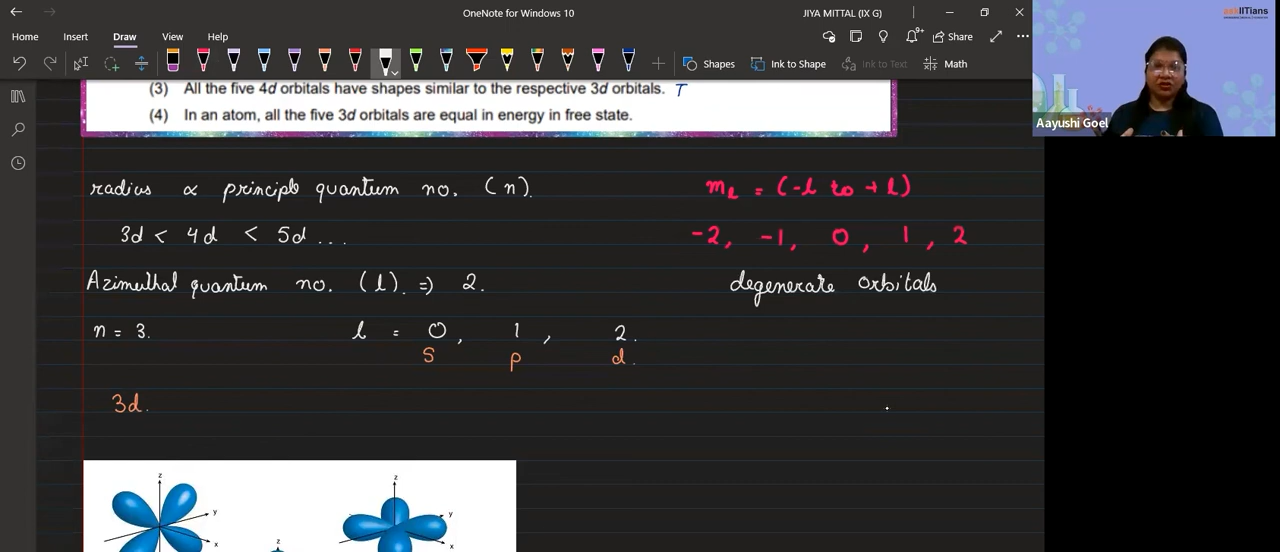 OneNote for Windows 10
JIYA MITTAL (IX G)
askIITians
Home Insert Draw View Help
Share
Shapes Ink to Shape Ink to Text Math
(3) All the five 4d orbitals have shapes similar to the respective 3d orbitals. T
(4) In an atom, all the five 3d orbitals are equal in energy in free state.
Aayushi Goel
radius ∝ principle quantum no. (n).
3d < 4d < 5d ...
Azimuthal quantum no. (l). => 2.
n = 3. l = 0, 1, 2.
S p d.
3d.
ml = (-l to +l)
-2, -1, 0, 1, 2
degenerate orbitals
z
y
x
z
y
x
z